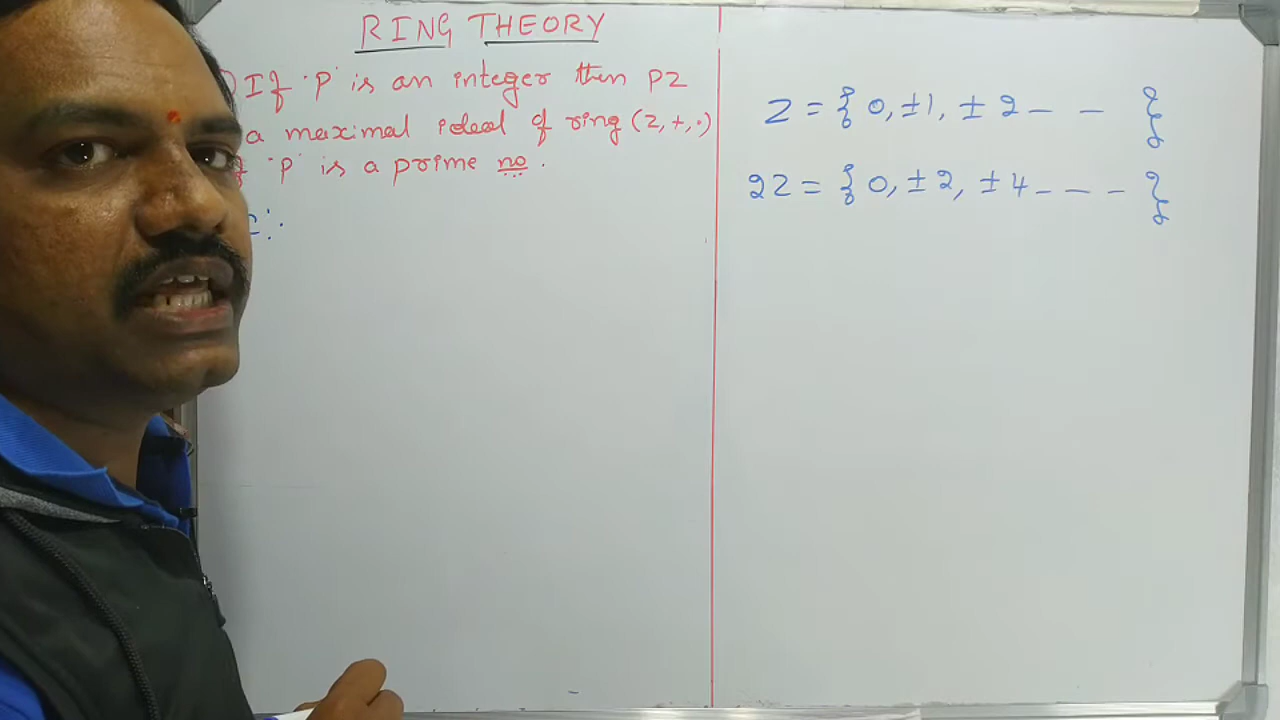 RING THEORY
If 'P' is an integer then PZ
a maximal ideal of ring (Z,+,·)
'P' is a prime no.
Z = { 0, ±1, ±2 - - }
2Z = { 0, ±2, ±4 - - - }